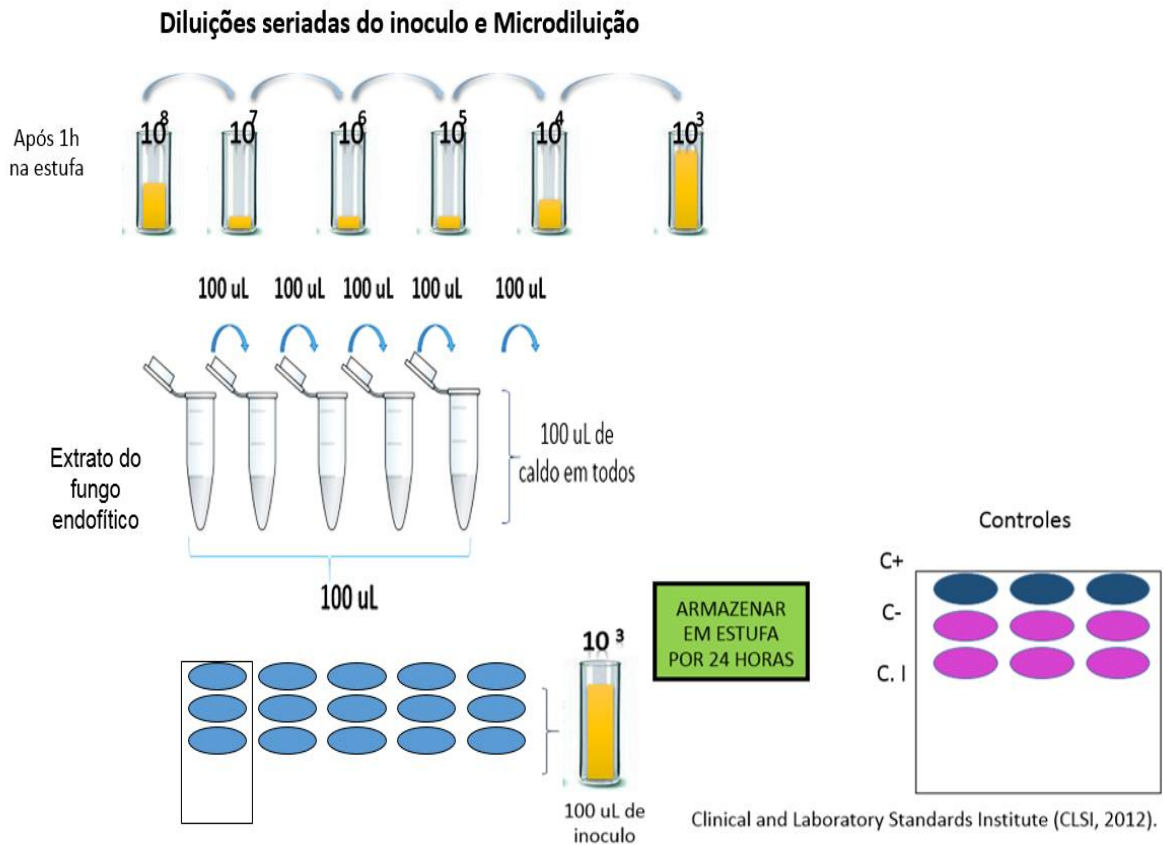 Diluições seriadas do inoculo e Microdiluição
Após 1h
na estufa
10⁸ 10⁷ 10⁶ 10⁵ 10⁴ 10³
100 uL 100 uL 100 uL 100 uL 100 uL
Extrato do
fungo
endofítico
100 uL de
caldo em todos
100 uL
10 ³
100 uL de
inoculo
ARMAZENAR
EM ESTUFA
POR 24 HORAS
Controles
C+
C-
C. I
Clinical and Laboratory Standards Institute (CLSI, 2012).